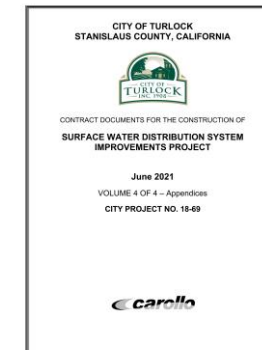 CITY OF TURLOCK
STANISLAUS COUNTY, CALIFORNIA
CITY OF
TURLOCK
INC. 1908
CONTRACT DOCUMENTS FOR THE CONSTRUCTION OF
SURFACE WATER DISTRIBUTION SYSTEM
IMPROVEMENTS PROJECT
June 2021
VOLUME 4 OF 4 – Appendices
CITY PROJECT NO. 18-69
carollo